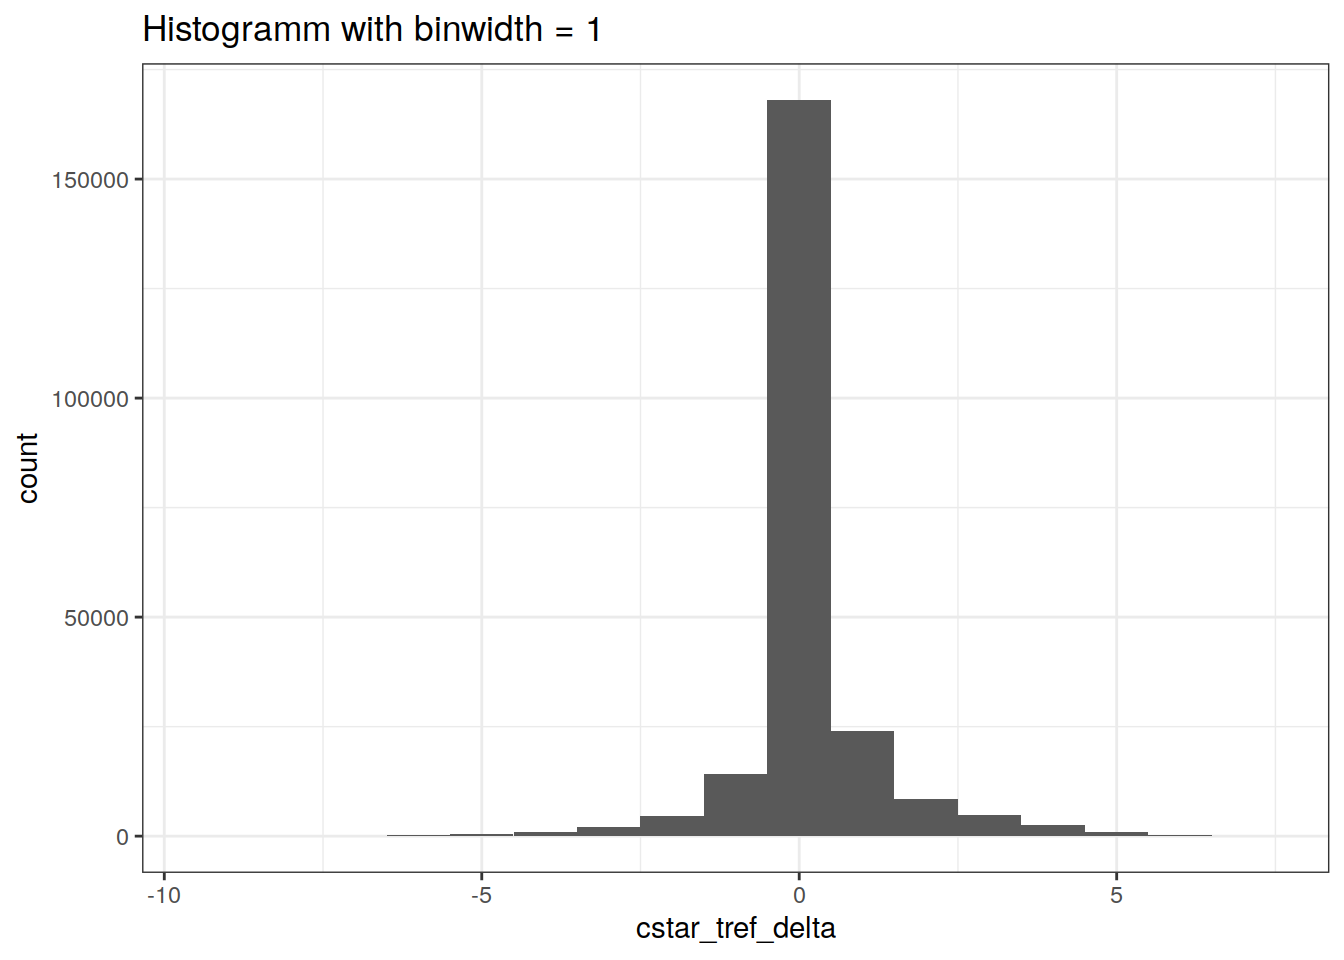 Histogramm with binwidth = 1
150000
100000
50000
0
count
-10
-5
0
5
cstar_tref_delta